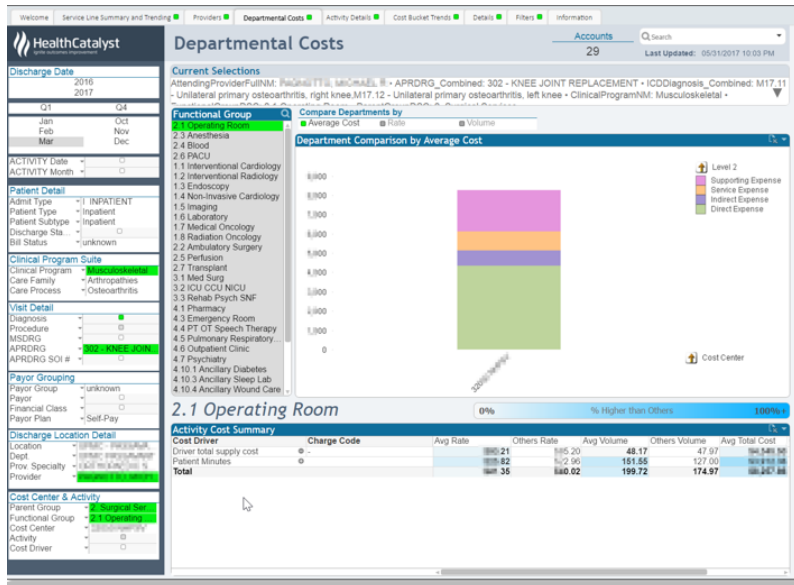 Welcome
Service Line Summary and Trending
Providers
Departmental Costs
Activity Details
Cost Bucket Trends
Details
Filters
Information
HealthCatalyst
ignite outcomes improvement
Departmental Costs
Accounts
29
Search
Last Updated: 05/31/2017 10:03 PM
Discharge Date
2016
2017
Q1 Q4
Jan Oct
Feb Nov
Mar Dec
ACTIVITY Date
ACTIVITY Month
Patient Detail
Admit Type I INPATIENT
Patient Type Inpatient
Patient Subtype Inpatient
Discharge Sta...
Bill Status unknown
Clinical Program Suite
Clinical Program Musculoskeletal
Care Family Arthropathies
Care Process Osteoarthritis
Visit Detail
Diagnosis
Procedure
MSDRG
APRDRG 302 - KNEE JOIN
APRDRG SOI #
Payor Grouping
Payor Group unknown
Payor
Financial Class
Payor Plan Self-Pay
Discharge Location Detail
Location
Dept.
Prov. Specialty
Provider
Cost Center & Activity
Parent Group 2. Surgical Ser
Functional Group 2.1 Operating ...
Cost Center
Activity
Cost Driver
Current Selections
AttendingProviderFullNM: • APRDRG_Combined: 302 - KNEE JOINT REPLACEMENT • ICDDiagnosis_Combined: M17.11
- Unilateral primary osteoarthritis, right knee,M17.12 - Unilateral primary osteoarthritis, left knee • ClinicalProgramNM: Musculoskeletal •
Functional Group
2.1 Operating Room
2.3 Anesthesia
2.4 Blood
2.6 PACU
1.1 Interventional Cardiology
1.2 Interventional Radiology
1.3 Endoscopy
1.4 Non-Invasive Cardiology
1.5 Imaging
1.6 Laboratory
1.7 Medical Oncology
1.8 Radiation Oncology
2.2 Ambulatory Surgery
2.5 Perfusion
2.7 Transplant
3.1 Med Surg
3.2 ICU CCU NICU
3.3 Rehab Psych SNF
4.1 Pharmacy
4.3 Emergency Room
4.4 PT OT Speech Therapy
4.5 Pulmonary Respiratory...
4.6 Outpatient Clinic
4.7 Psychiatry
4.10.1 Ancillary Diabetes
4.10.3 Ancillary Sleep Lab
4.10.4 Ancillary Wound Care
Compare Departments by
Average Cost Rate Volume
Department Comparison by Average Cost
0
Level 2
Supporting Expense
Service Expense
Indirect Expense
Direct Expense
Cost Center
2.1 Operating Room
0% % Higher than Others 100%+
Activity Cost Summary
Cost Driver Charge Code Avg Rate Others Rate Avg Volume Others Volume Avg Total Cost
Driver total supply cost - 48.17 47.97
Patient Minutes 151.55 127.00
Total 199.72 174.97